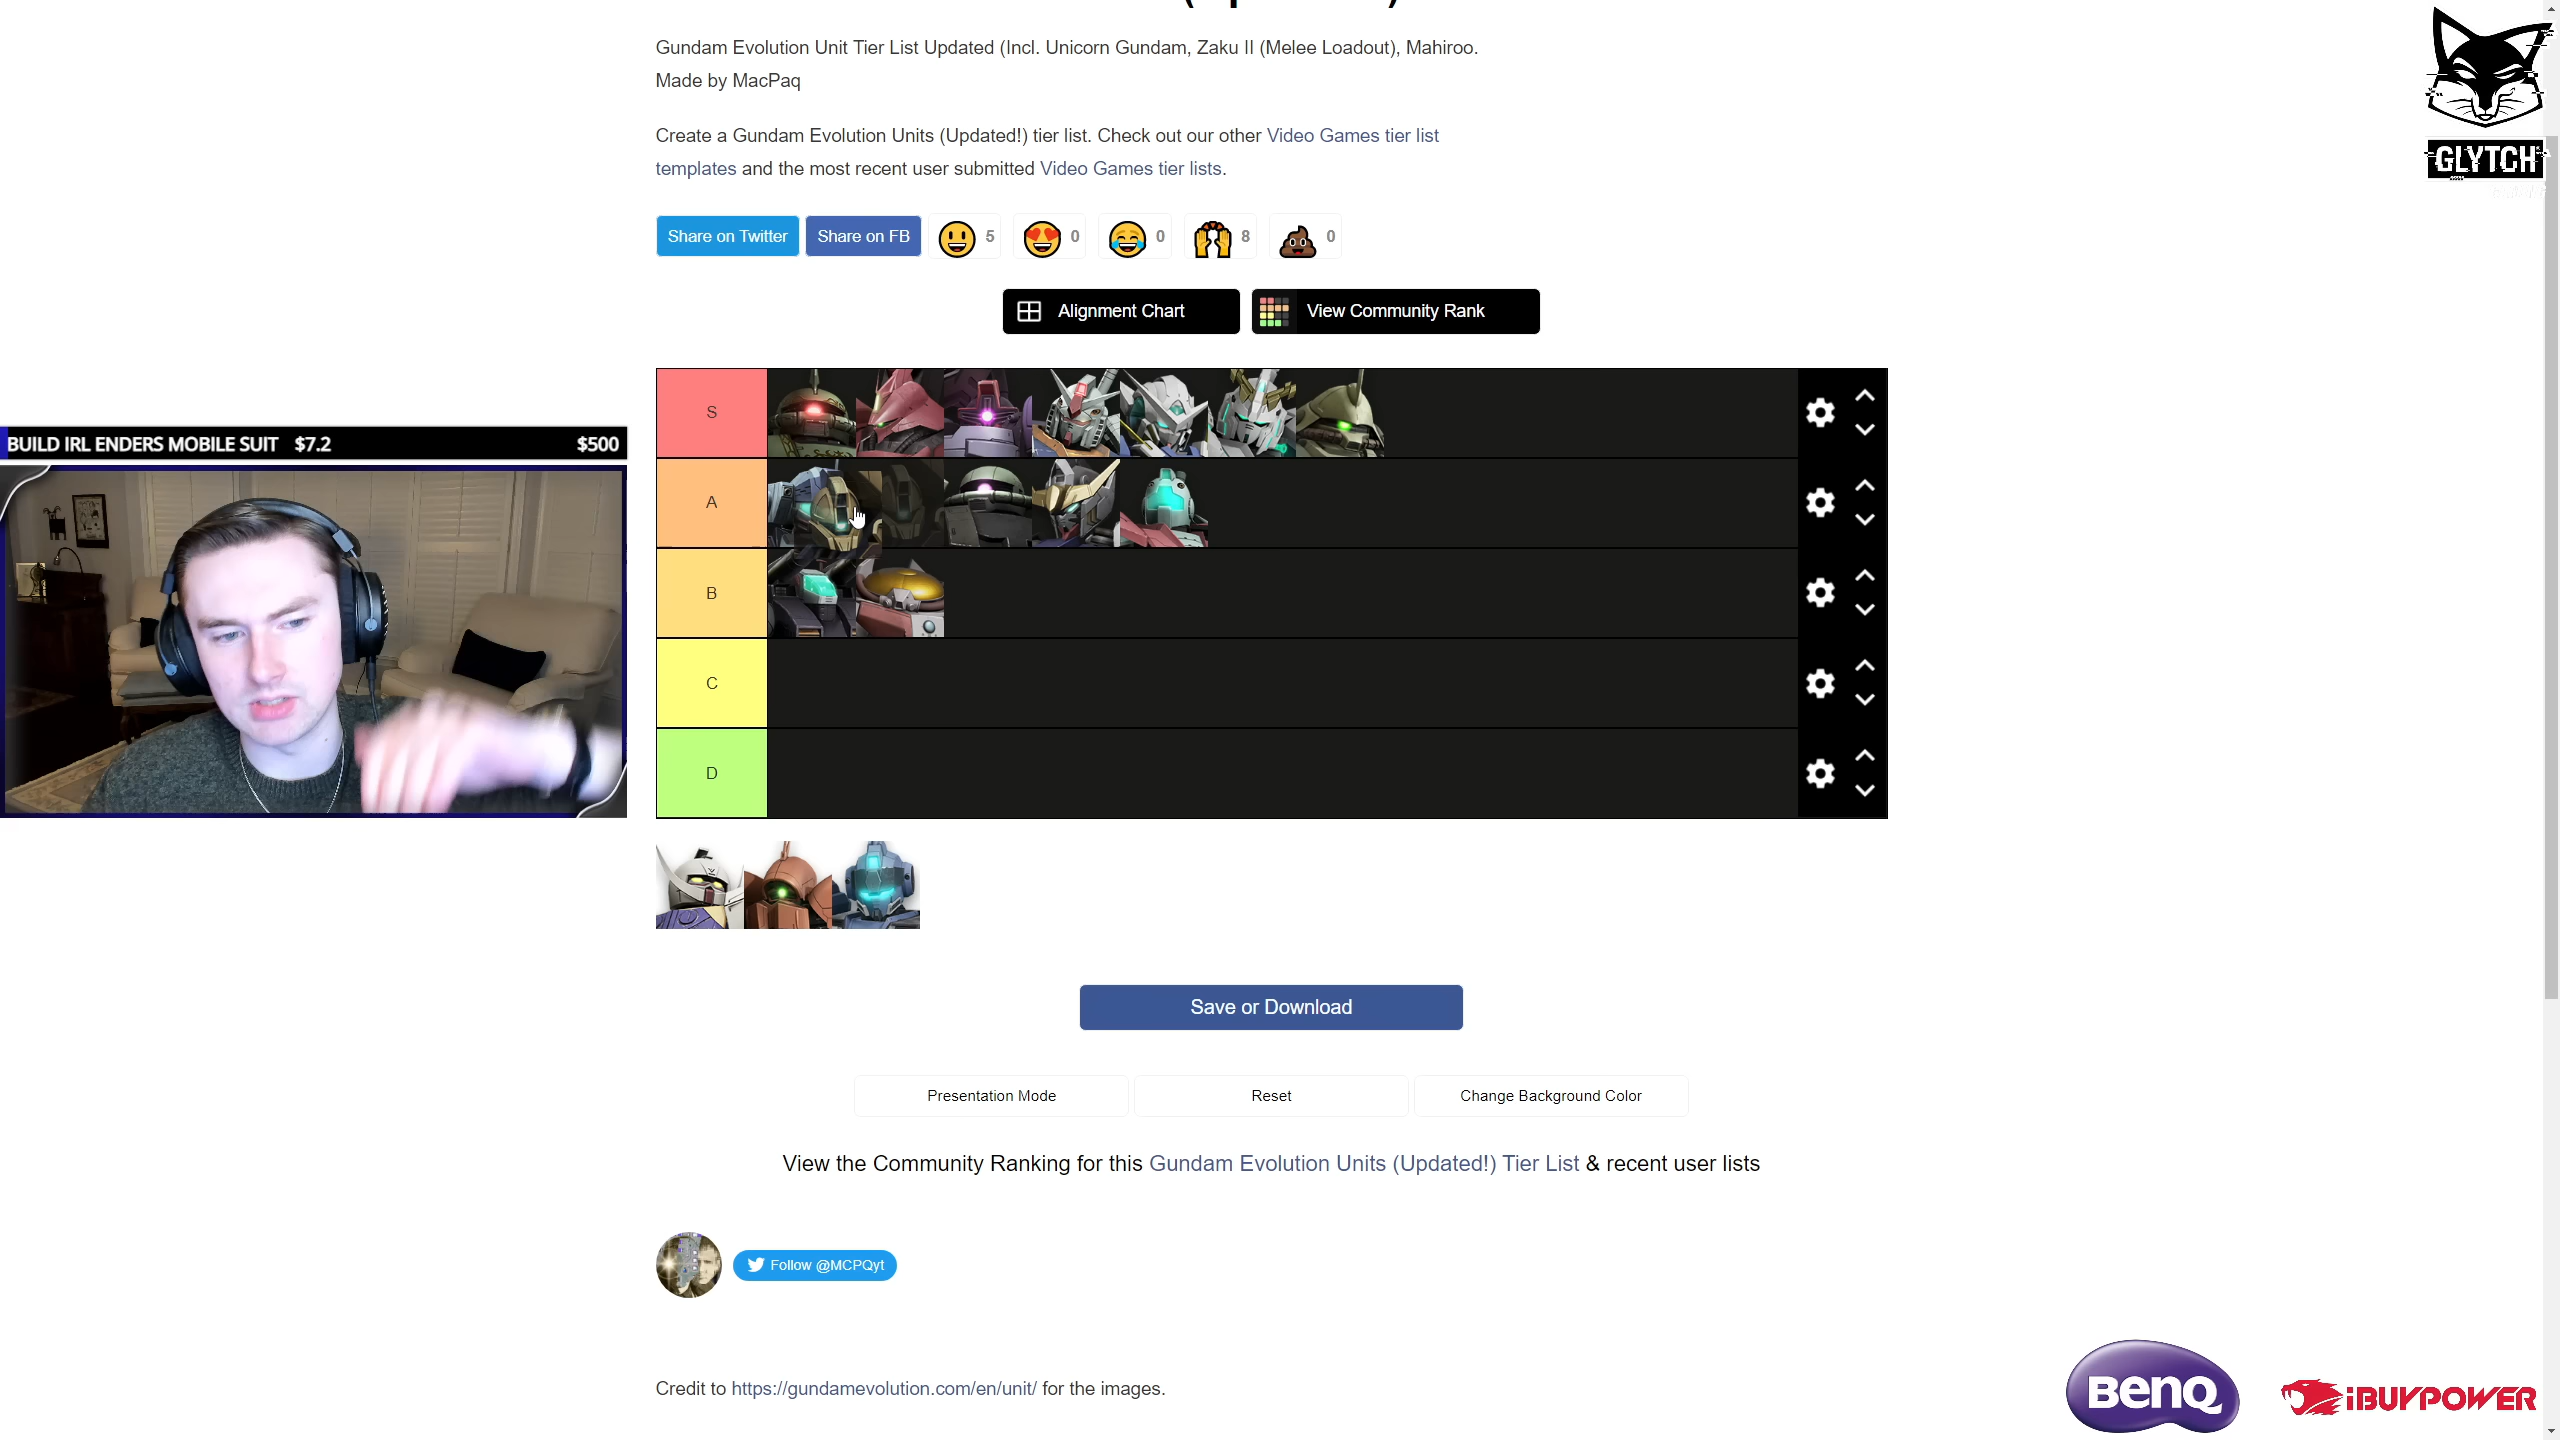 Gundam Evolution Unit Tier List Updated (Incl. Unicorn Gundam, Zaku II (Melee Loadout), Mahiroo.
Made by MacPaq
Create a Gundam Evolution Units (Updated!) tier list. Check out our other Video Games tier list
templates and the most recent user submitted Video Games tier lists.
GLYTCH
Share on Twitter
Share on FB
5
0
0
8
0
Alignment Chart
View Community Rank
S
BUILD IRL ENDERS MOBILE SUIT $7.2 $500
A
B
C
D
Save or Download
Presentation Mode
Reset
Change Background Color
View the Community Ranking for this Gundam Evolution Units (Updated!) Tier List & recent user lists
Follow @MCPQyt
Credit to https://gundamevolution.com/en/unit/ for the images.
BenQ
iBUYPOWER